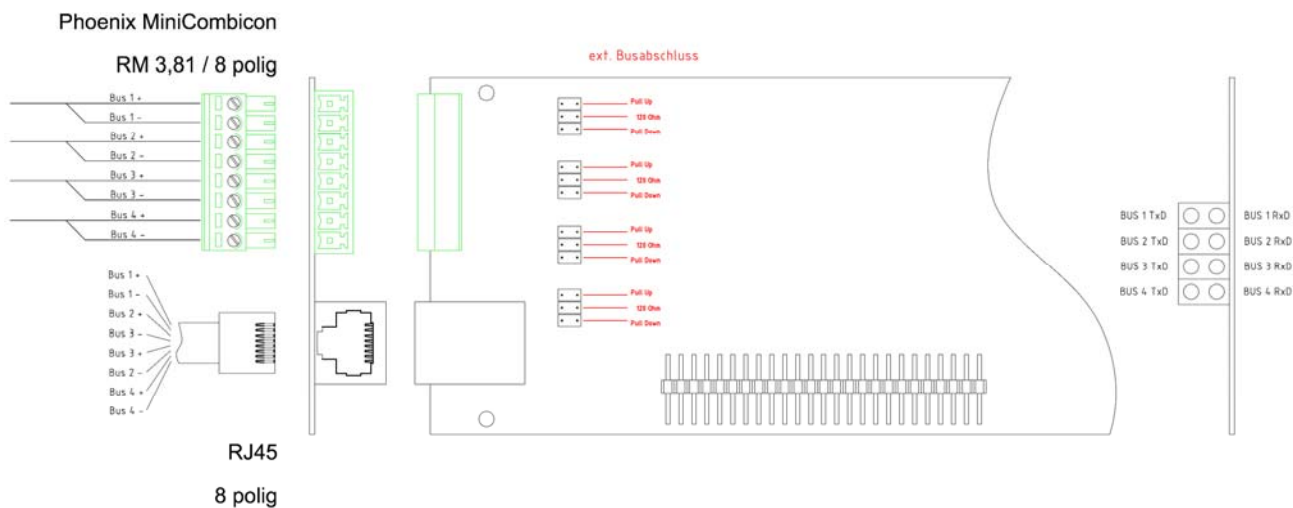 Phoenix MiniCombicon
RM 3,81 / 8 polig
ext. Busabschluss
Bus 1 +
Bus 1 -
Bus 2 +
Bus 2 -
Bus 3 +
Bus 3 -
Bus 4 +
Bus 4 -
Pull Up
120 Ohm
Pull Down
Pull Up
120 Ohm
Pull Down
Pull Up
120 Ohm
Pull Down
Pull Up
120 Ohm
Pull Down
BUS 1 TxD BUS 1 RxD
BUS 2 TxD BUS 2 RxD
BUS 3 TxD BUS 3 RxD
BUS 4 TxD BUS 4 RxD
Bus 1 +
Bus 1 -
Bus 2 +
Bus 3 -
Bus 3 +
Bus 2 -
Bus 4 +
Bus 4 -
RJ45
8 polig